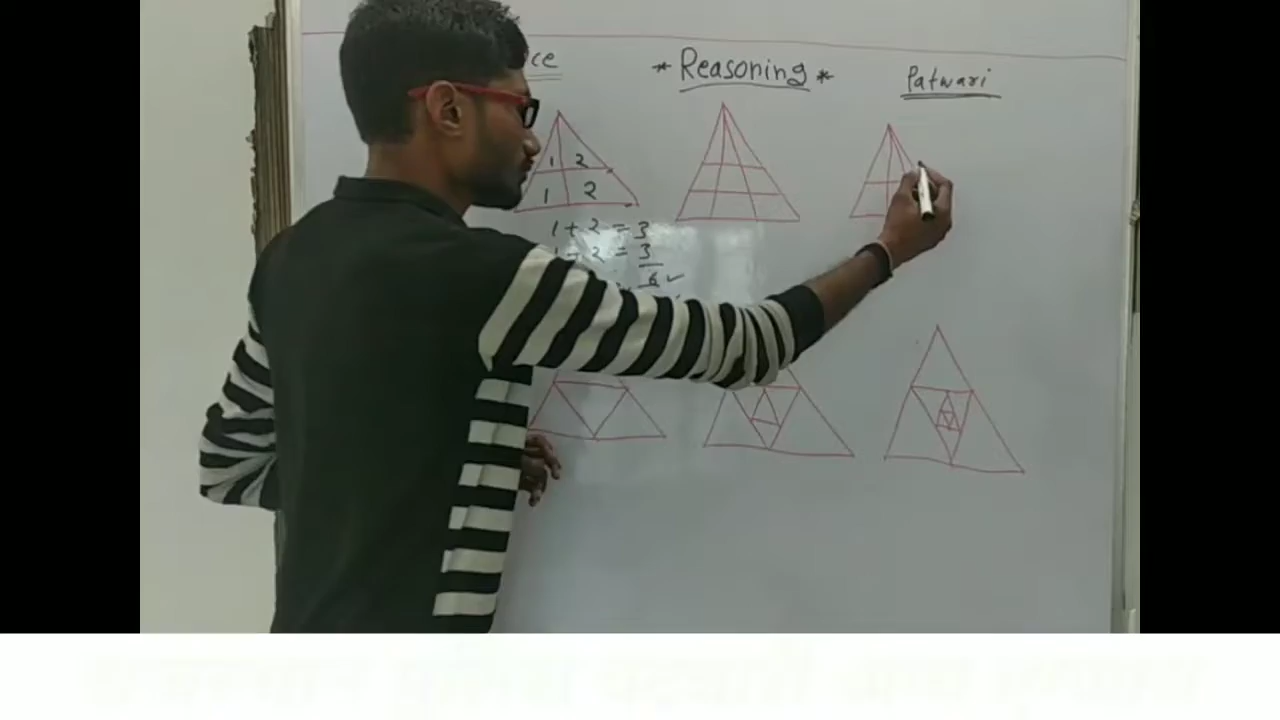 ce * Reasoning * Patwari
1 2
1 2
1 + 2 = 3
1 + 2 = 3
6 ✓